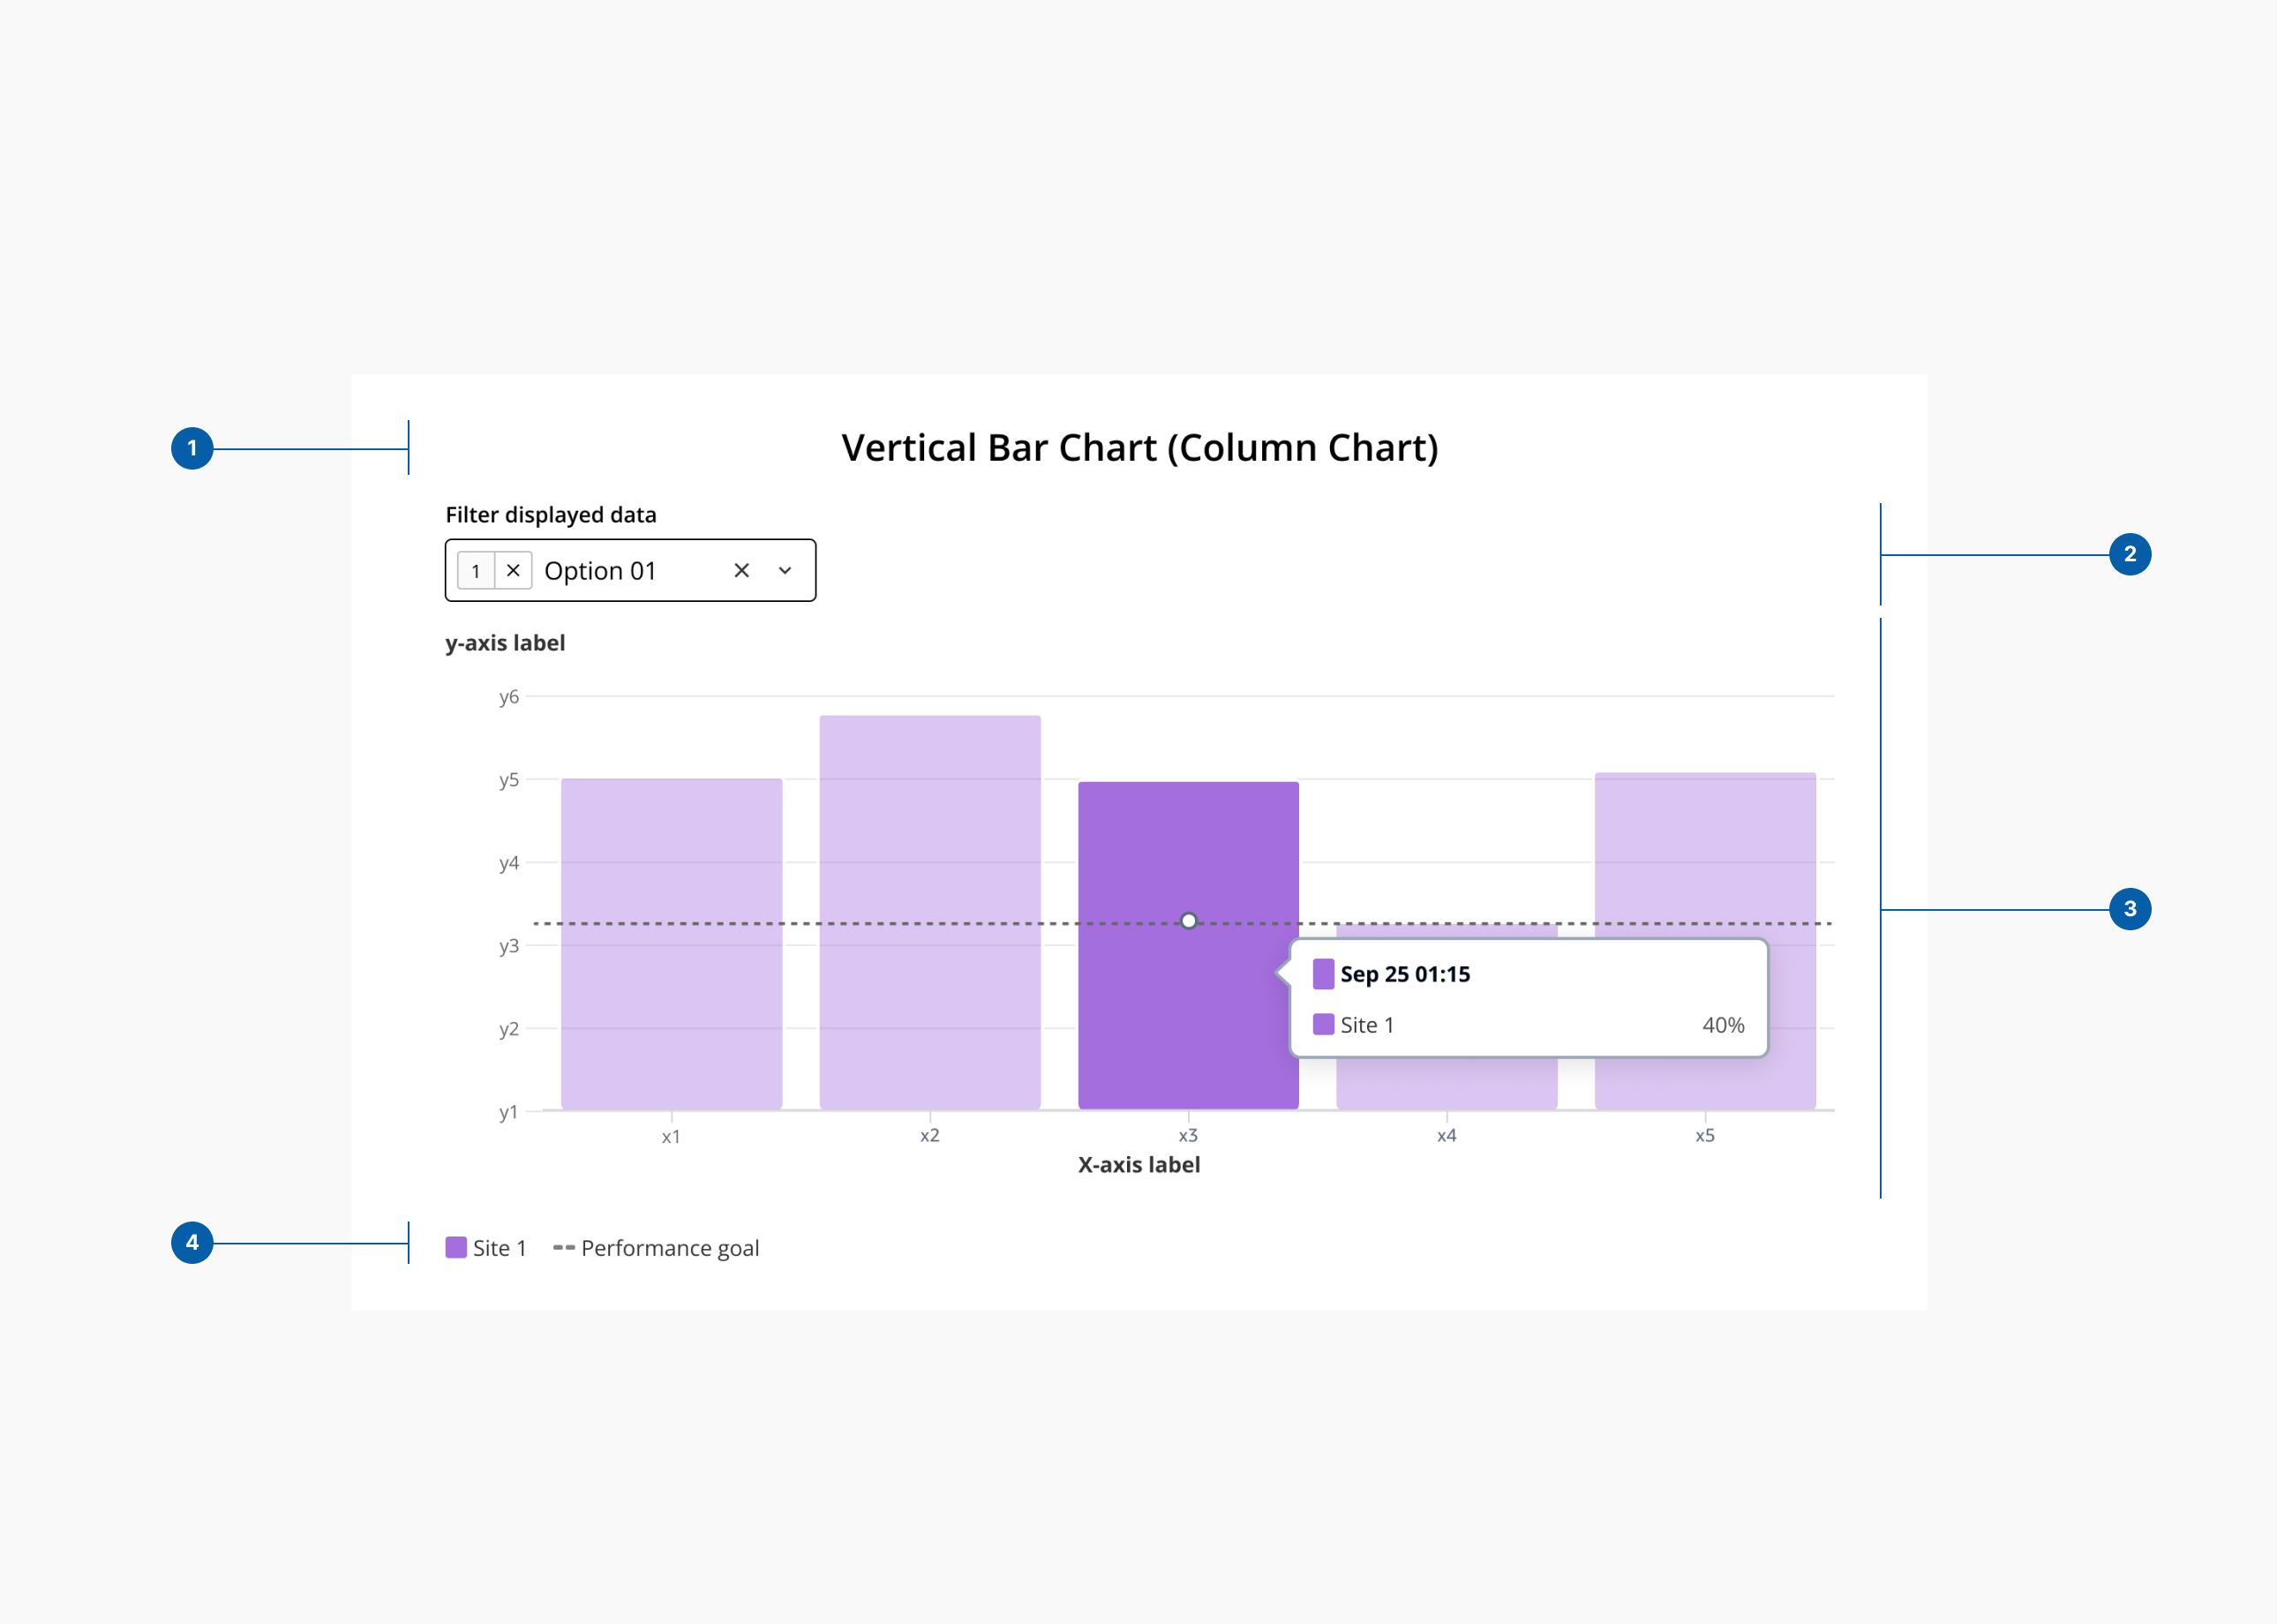 1
Vertical Bar Chart (Column Chart)
Filter displayed data
1 Option 01
2
y-axis label
y6
y5
y4
y3
y2
y1
3
Sep 25 01:15
Site 1 40%
x1 x2 x3 x4 x5
X-axis label
4
Site 1 Performance goal